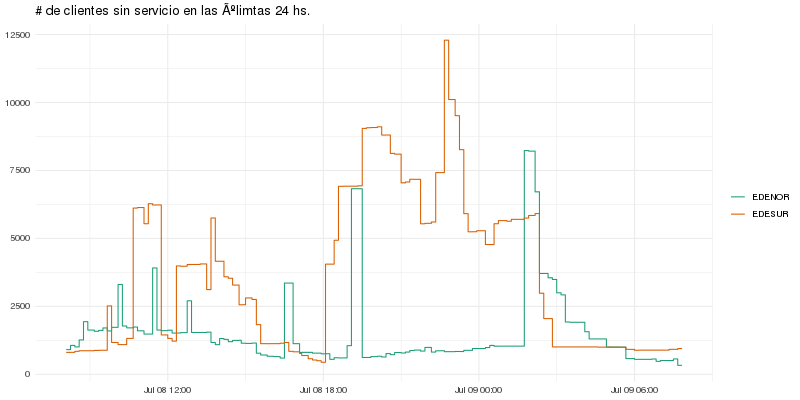 # de clientes sin servicio en las Ãºlimtas 24 hs.
12500
10000
7500
5000
2500
0
Jul 08 12:00
Jul 08 18:00
Jul 09 00:00
Jul 09 06:00
EDENOR
EDESUR